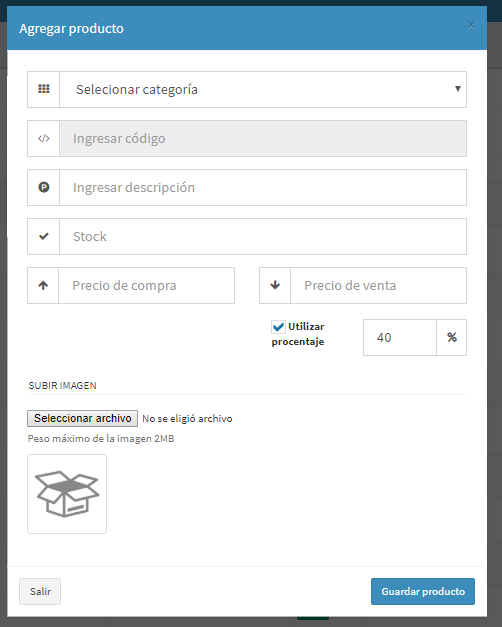 Agregar producto ×
Selecionar categoría
</> Ingresar código
P Ingresar descripción
Stock
Precio de compra Precio de venta
Utilizar
procentaje
40 %
SUBIR IMAGEN
Seleccionar archivo No se eligió archivo
Peso máximo de la imagen 2MB
Salir Guardar producto